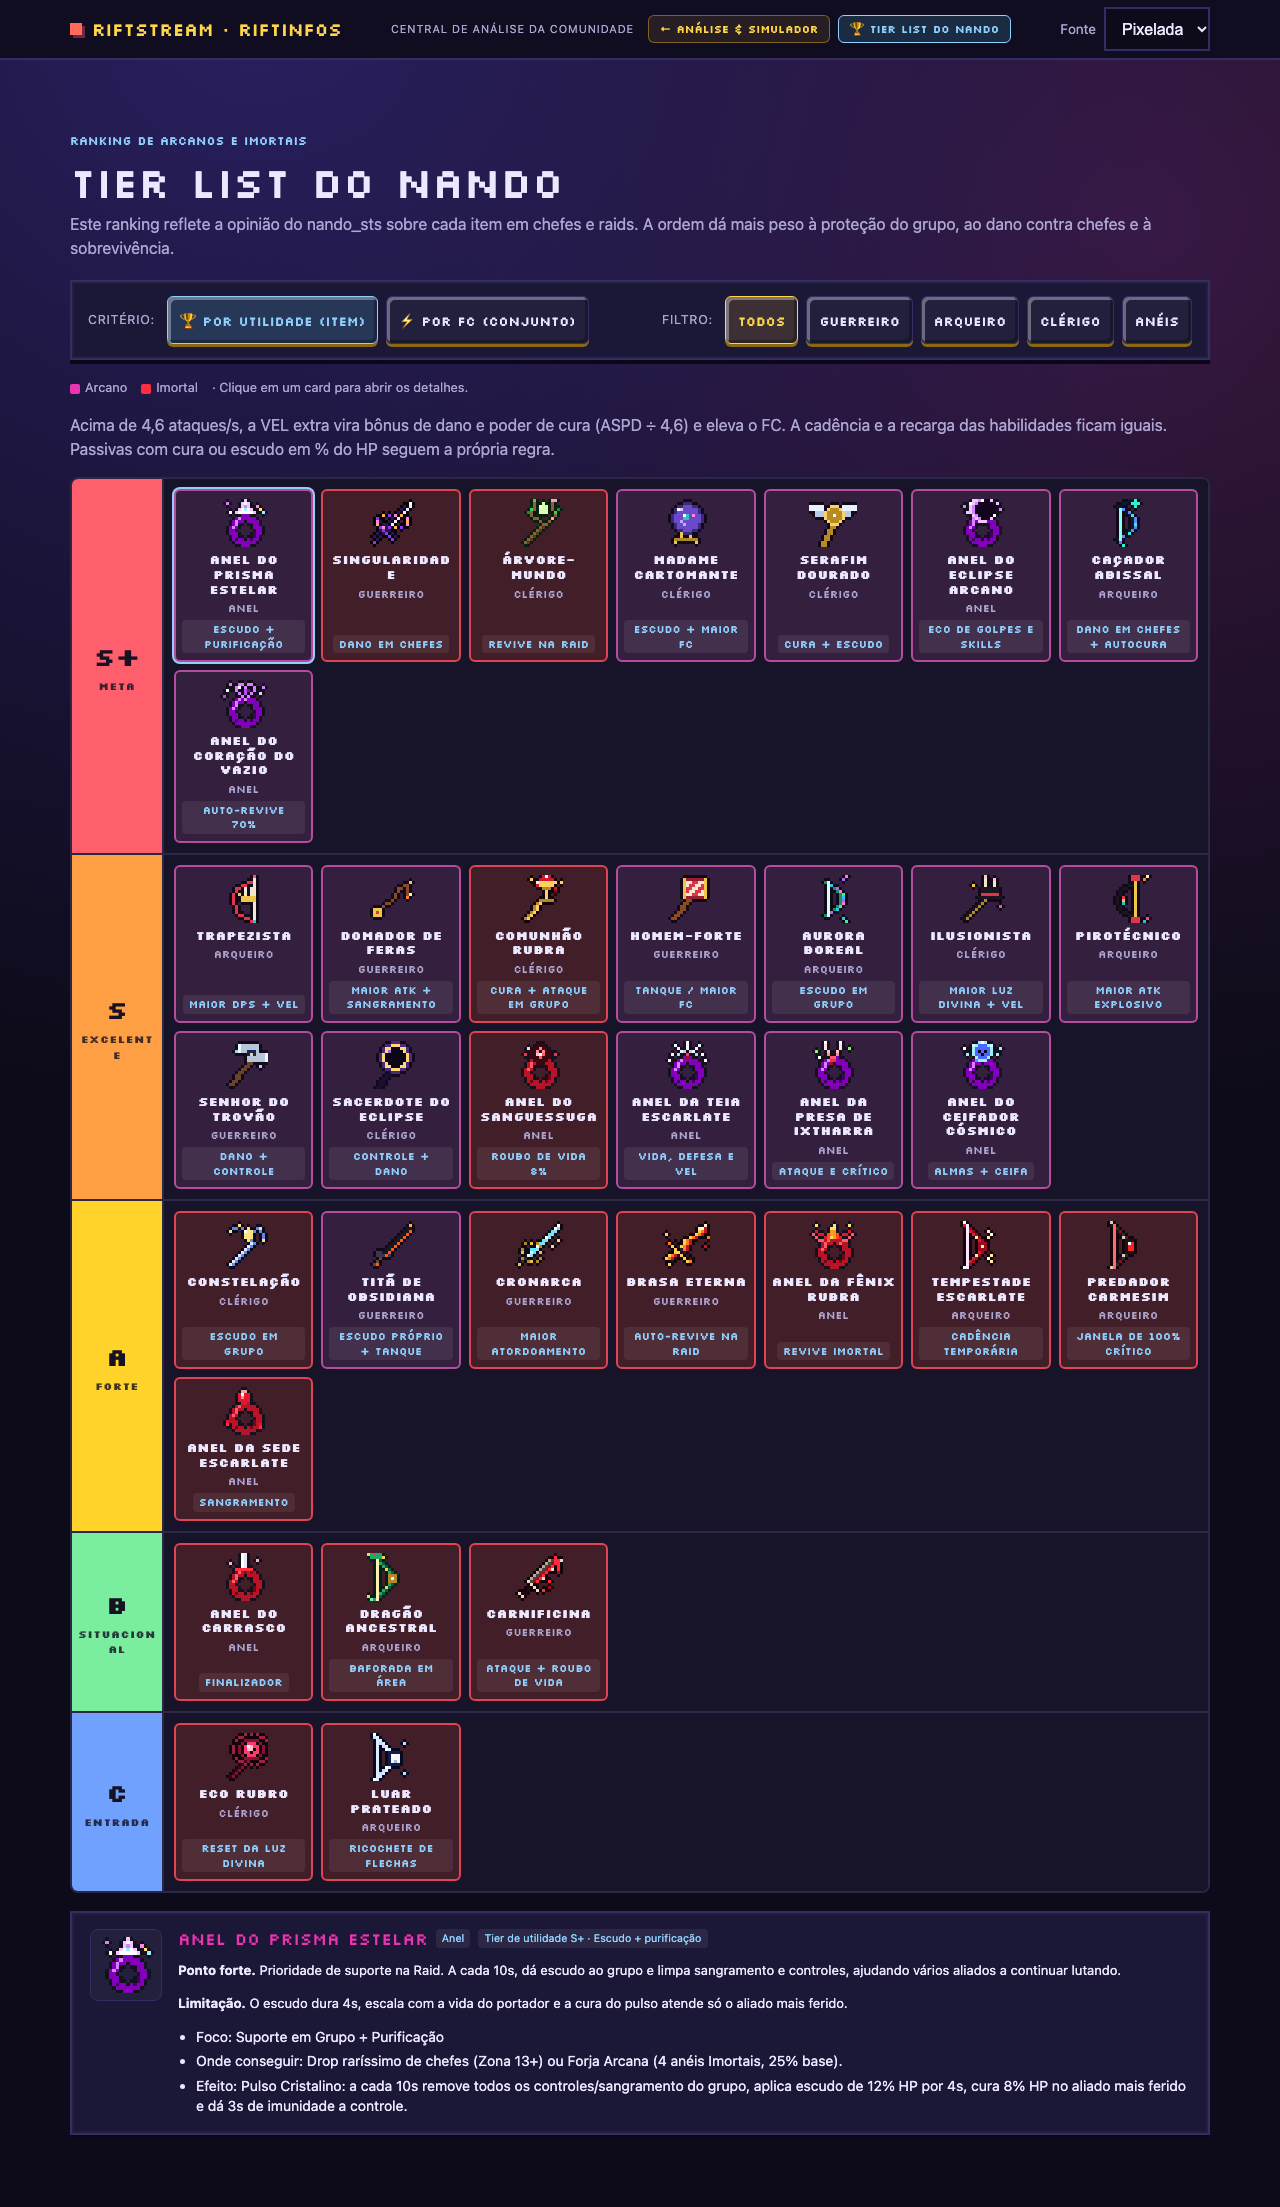 RIFTSTREAM · RIFTINFOS
CENTRAL DE ANÁLISE DA COMUNIDADE
← ANÁLISE & SIMULADOR
🏆 TIER LIST DO NANDO
Fonte
Pixelada
RANKING DE ARCANOS E IMORTAIS
TIER LIST DO NANDO
Este ranking reflete a opinião do nando_sts sobre cada item em chefes e raids. A ordem dá mais peso à proteção do grupo, ao dano contra chefes e à
sobrevivência.
CRITÉRIO:
🏆 POR UTILIDADE (ITEM)
⚡ POR FC (CONJUNTO)
FILTRO:
TODOS
GUERREIRO
ARQUEIRO
CLÉRIGO
ANÉIS
Arcano
Imortal
· Clique em um card para abrir os detalhes.
Acima de 4,6 ataques/s, a VEL extra vira bônus de dano e poder de cura (ASPD ÷ 4,6) e eleva o FC. A cadência e a recarga das habilidades ficam iguais.
Passivas com cura ou escudo em % do HP seguem a própria regra.
S+
META
ANEL DO
PRISMA
ESTELAR
ANEL
ESCUDO +
PURIFICAÇÃO
SINGULARIDAD
E
GUERREIRO
DANO EM CHEFES
ÁRVORE-
MUNDO
CLÉRIGO
REVIVE NA RAID
MADAME
CARTOMANTE
CLÉRIGO
ESCUDO + MAIOR
FC
SERAFIM
DOURADO
CLÉRIGO
CURA + ESCUDO
ANEL DO
ECLIPSE
ARCANO
ANEL
ECO DE GOLPES E
SKILLS
CAÇADOR
ABISSAL
ARQUEIRO
DANO EM CHEFES
+ AUTOCURA
ANEL DO
CORAÇÃO DO
VAZIO
ANEL
AUTO-REVIVE
70%
S
EXCELENT
E
TRAPEZISTA
ARQUEIRO
MAIOR DPS + VEL
DOMADOR DE
FERAS
GUERREIRO
MAIOR ATK +
SANGRAMENTO
COMUNHÃO
RUBRA
CLÉRIGO
CURA + ATAQUE
EM GRUPO
HOMEM-FORTE
GUERREIRO
TANQUE / MAIOR
FC
AURORA
BOREAL
ARQUEIRO
ESCUDO EM
GRUPO
ILUSIONISTA
CLÉRIGO
MAIOR LUZ
DIVINA + VEL
PIROTÉCNICO
ARQUEIRO
MAIOR ATK
EXPLOSIVO
SENHOR DO
TROVÃO
GUERREIRO
DANO +
CONTROLE
SACERDOTE DO
ECLIPSE
CLÉRIGO
CONTROLE +
DANO
ANEL DO
SANGUESSUGA
ANEL
ROUBO DE VIDA
8%
ANEL DA TEIA
ESCARLATE
ANEL
VIDA, DEFESA E
VEL
ANEL DA
PRESA DE
IXTHARRA
ANEL
ATAQUE E CRÍTICO
ANEL DO
CEIFADOR
CÓSMICO
ANEL
ALMAS + CEIFA
A
FORTE
CONSTELAÇÃO
CLÉRIGO
ESCUDO EM
GRUPO
TITÃ DE
OBSIDIANA
GUERREIRO
ESCUDO PRÓPRIO
+ TANQUE
CRONARCA
GUERREIRO
MAIOR
ATORDOAMENTO
BRASA ETERNA
GUERREIRO
AUTO-REVIVE NA
RAID
ANEL DA FÊNIX
RUBRA
ANEL
REVIVE IMORTAL
TEMPESTADE
ESCARLATE
ARQUEIRO
CADÊNCIA
TEMPORÁRIA
PREDADOR
CARMESIM
ARQUEIRO
JANELA DE 100%
CRÍTICO
ANEL DA SEDE
ESCARLATE
ANEL
SANGRAMENTO
B
SITUACION
AL
ANEL DO
CARRASCO
ANEL
FINALIZADOR
DRAGÃO
ANCESTRAL
ARQUEIRO
BAFORADA EM
ÁREA
CARNIFICINA
GUERREIRO
ATAQUE + ROUBO
DE VIDA
C
ENTRADA
ECO RUBRO
CLÉRIGO
RESET DA LUZ
DIVINA
LUAR
PRATEADO
ARQUEIRO
RICOCHETE DE
FLECHAS
ANEL DO PRISMA ESTELAR
Anel
Tier de utilidade S+ · Escudo + purificação
Ponto forte. Prioridade de suporte na Raid. A cada 10s, dá escudo ao grupo e limpa sangramento e controles, ajudando vários aliados a continuar lutando.
Limitação. O escudo dura 4s, escala com a vida do portador e a cura do pulso atende só o aliado mais ferido.
• Foco: Suporte em Grupo + Purificação
• Onde conseguir: Drop raríssimo de chefes (Zona 13+) ou Forja Arcana (4 anéis Imortais, 25% base).
• Efeito: Pulso Cristalino: a cada 10s remove todos os controles/sangramento do grupo, aplica escudo de 12% HP por 4s, cura 8% HP no aliado mais ferido
e dá 3s de imunidade a controle.